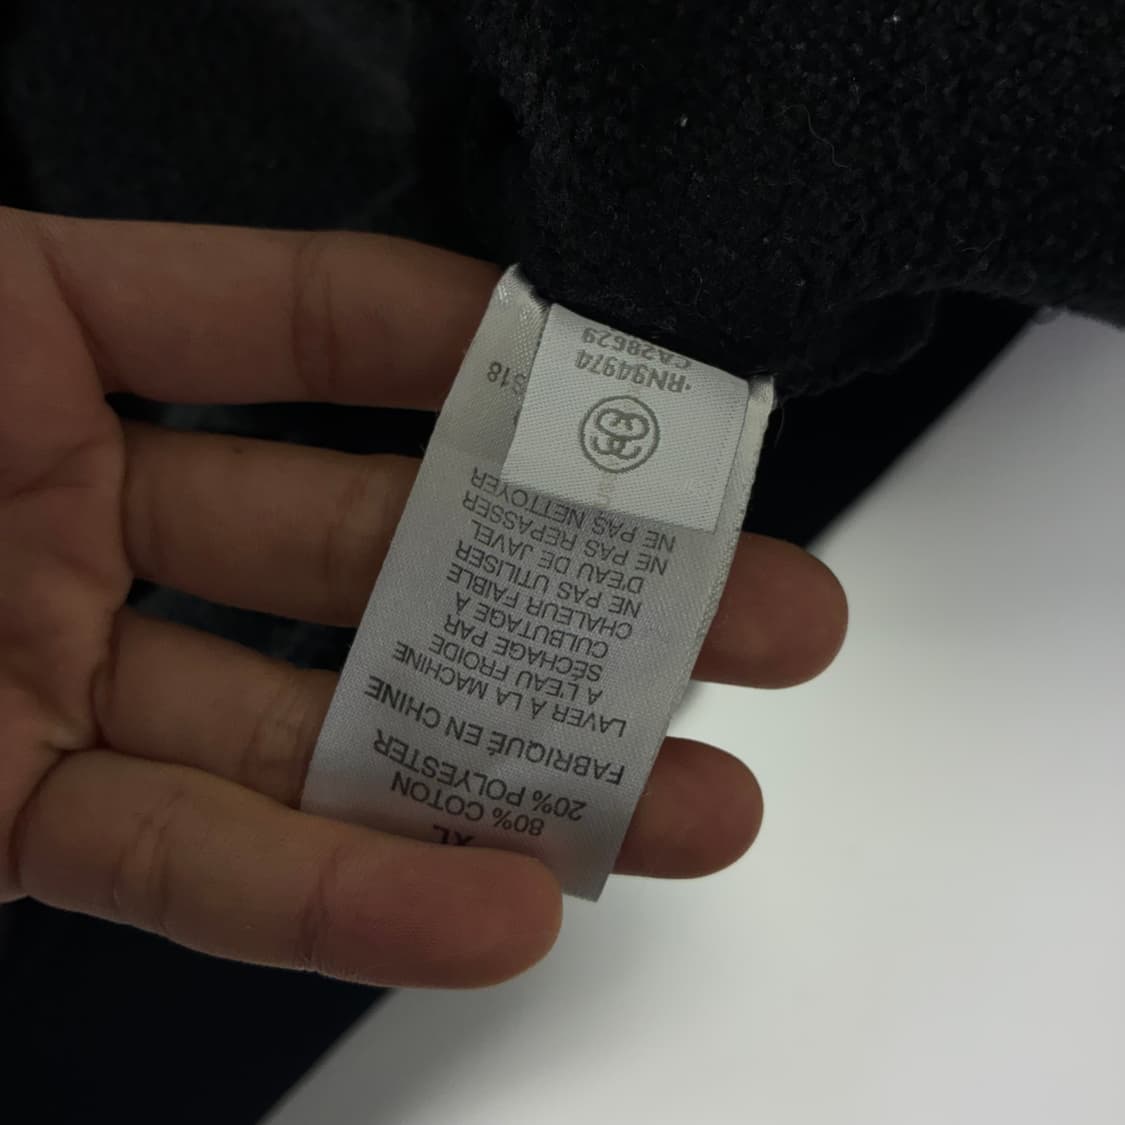 XL
80% COTON
20% POLYESTER
FABRIQUÉ EN CHINE
LAVER À LA MACHINE
A L'EAU FROIDE
SÉCHAGE PAR
CULBUTAGE À
CHALEUR FAIBLE
NE PAS UTILISER
D'EAU DE JAVEL
NE PAS REPASSER
NE PAS NETTOYER
RN94974
CA28629